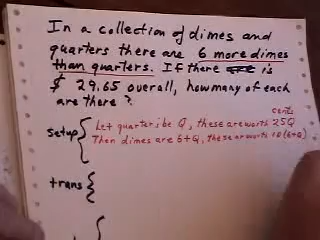 In a collection of dimes and
quarters there are 6 more dimes
than quarters. If there is
$ 29.65 overall, how many of each
are there?
cents
setup { Let quarters be Q, these are worth 25Q
Then dimes are 6+Q, these are worth 10(6+Q)
trans {